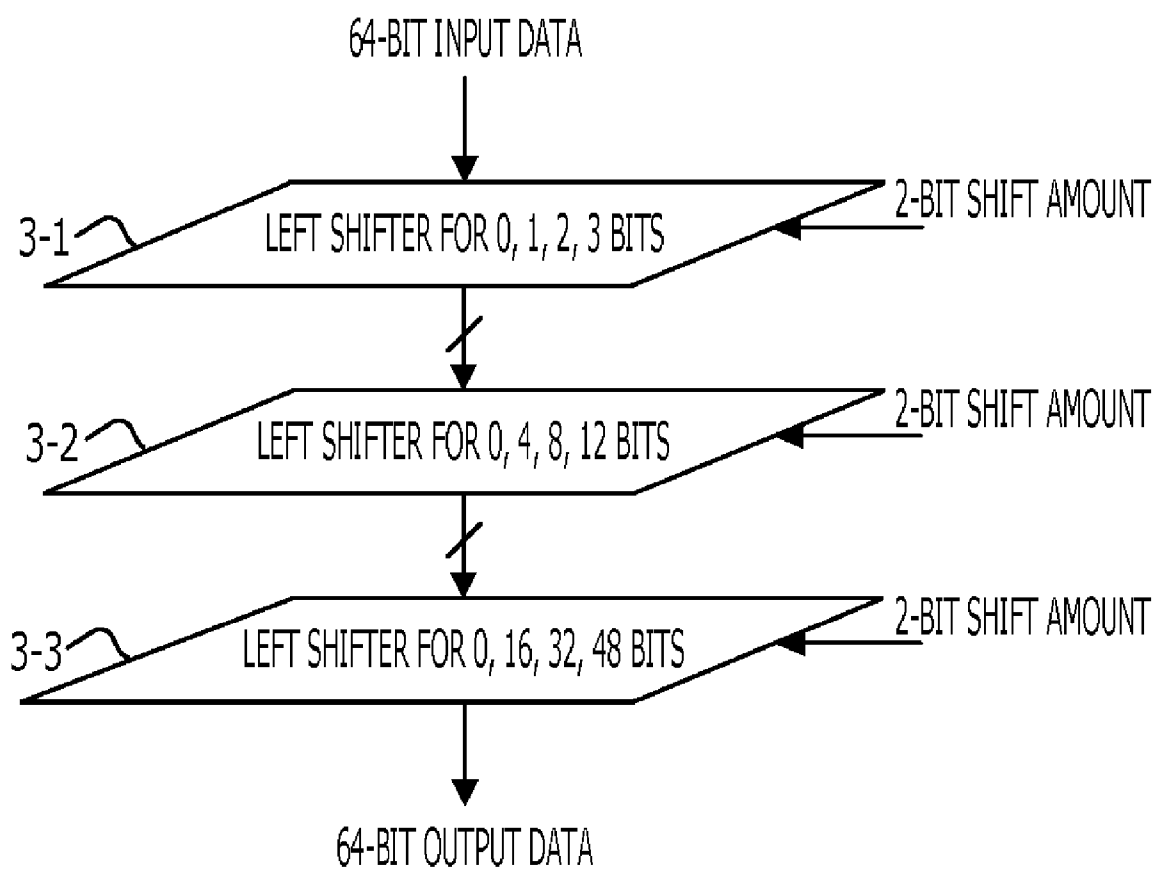 64-BIT INPUT DATA
2-BIT SHIFT AMOUNT
3-1
LEFT SHIFTER FOR 0, 1, 2, 3 BITS
2-BIT SHIFT AMOUNT
3-2
LEFT SHIFTER FOR 0, 4, 8, 12 BITS
2-BIT SHIFT AMOUNT
3-3
LEFT SHIFTER FOR 0, 16, 32, 48 BITS
64-BIT OUTPUT DATA